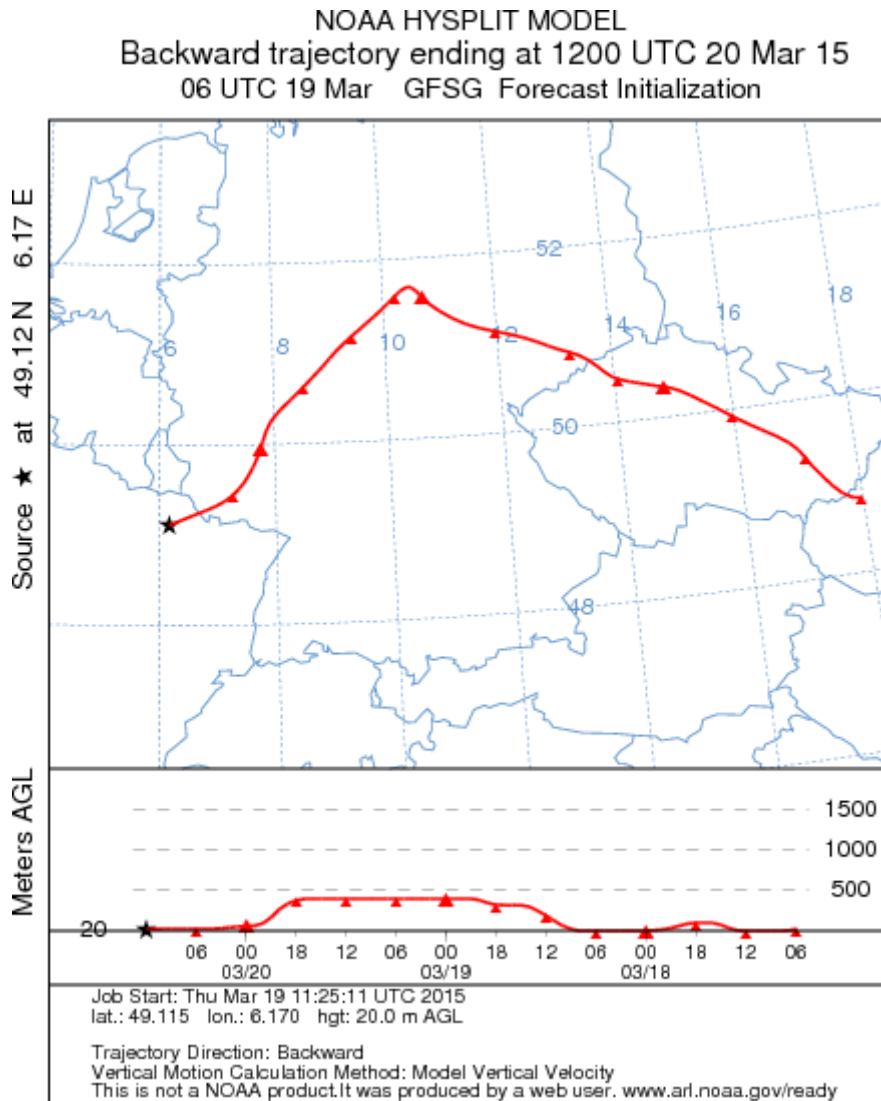 NOAA HYSPLIT MODEL
Backward trajectory ending at 1200 UTC 20 Mar 15
06 UTC 19 Mar GFSG Forecast Initialization
Source ★ at 49.12 N 6.17 E
52
18
16
14
12
10
8
6
50
48
Meters AGL
1500
1000
500
20
06 00 18 12 06 00 18 12 06 00 18 12 06
03/20 03/19 03/18
Job Start: Thu Mar 19 11:25:11 UTC 2015
lat.: 49.115 lon.: 6.170 hgt: 20.0 m AGL
Trajectory Direction: Backward
Vertical Motion Calculation Method: Model Vertical Velocity
This is not a NOAA product.It was produced by a web user. www.arl.noaa.gov/ready